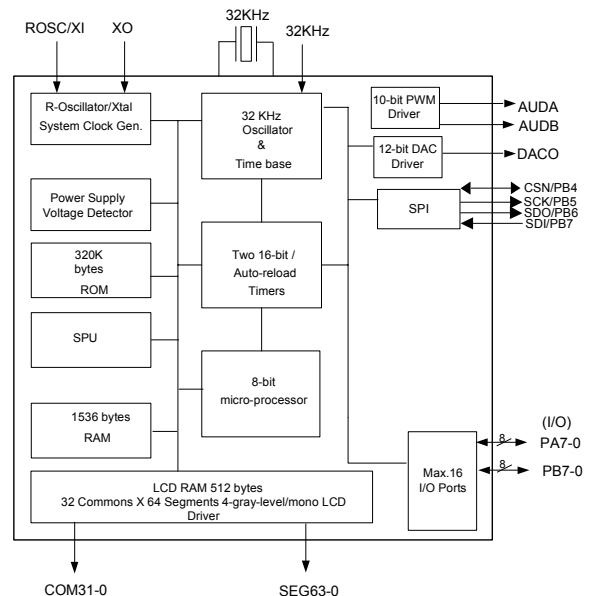 32KHz
ROSC/XI
XO
32KHz
R-Oscillator/Xtal
System Clock Gen.
32 KHz
Oscillator
&
Time base
10-bit PWM
Driver
AUDA
AUDB
12-bit DAC
Driver
DACO
Power Supply
Voltage Detector
SPI
CSN/PB4
SCK/PB5
SDO/PB6
SDI/PB7
320K
bytes
ROM
Two 16-bit /
Auto-reload
Timers
SPU
8-bit
micro-processor
1536 bytes
RAM
(I/O)
8
PA7-0
8
PB7-0
Max.16
I/O Ports
LCD RAM 512 bytes
32 Commons X 64 Segments 4-gray-level/mono LCD
Driver
COM31-0
SEG63-0